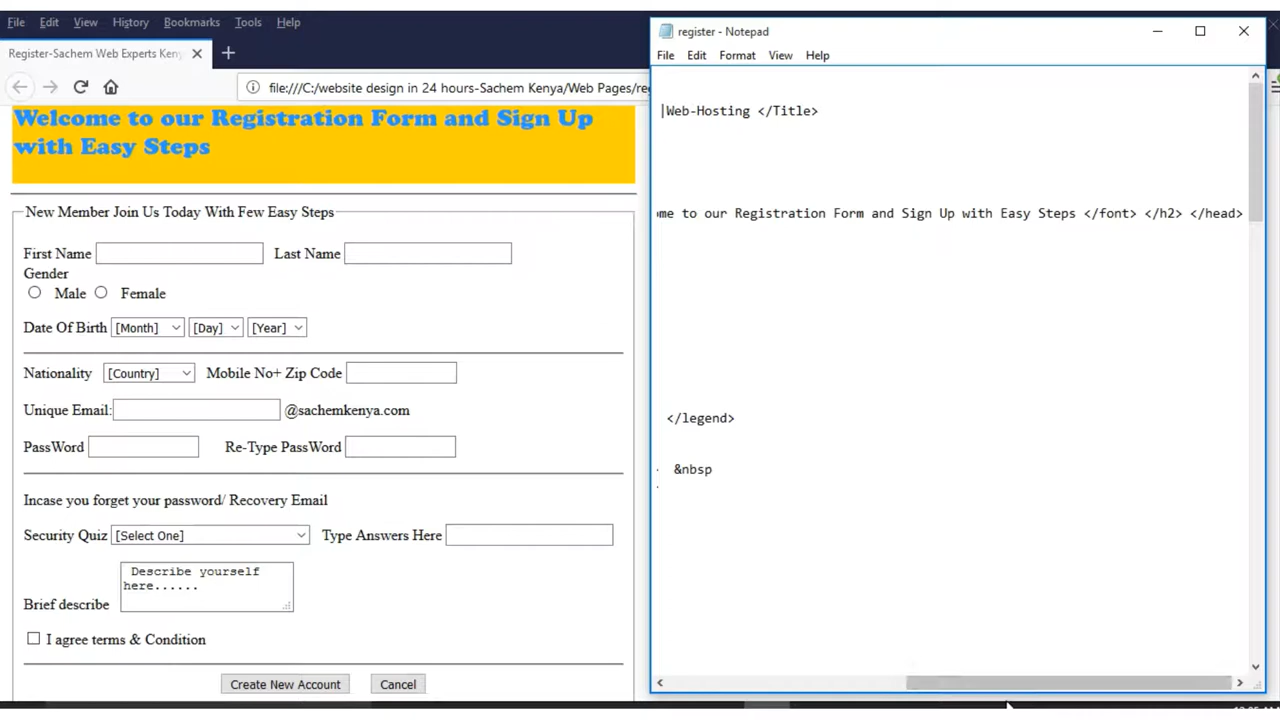 File Edit View History Bookmarks Tools Help
Register-Sachem Web Experts Keny
file:///C:/website design in 24 hours-Sachem Kenya/Web Pages/re
Welcome to our Registration Form and Sign Up
with Easy Steps
New Member Join Us Today With Few Easy Steps
First Name Last Name
Gender
Male Female
Date Of Birth [Month] [Day] [Year]
Nationality [Country] Mobile No+ Zip Code
Unique Email: @sachemkenya.com
PassWord Re-Type PassWord
Incase you forget your password/ Recovery Email
Security Quiz [Select One] Type Answers Here
Describe yourself
here......
Brief describe
I agree terms & Condition
Create New Account Cancel
register - Notepad
File Edit Format View Help
Web-Hosting </Title>
ome to our Registration Form and Sign Up with Easy Steps </font> </h2> </head>
</legend>
&nbsp